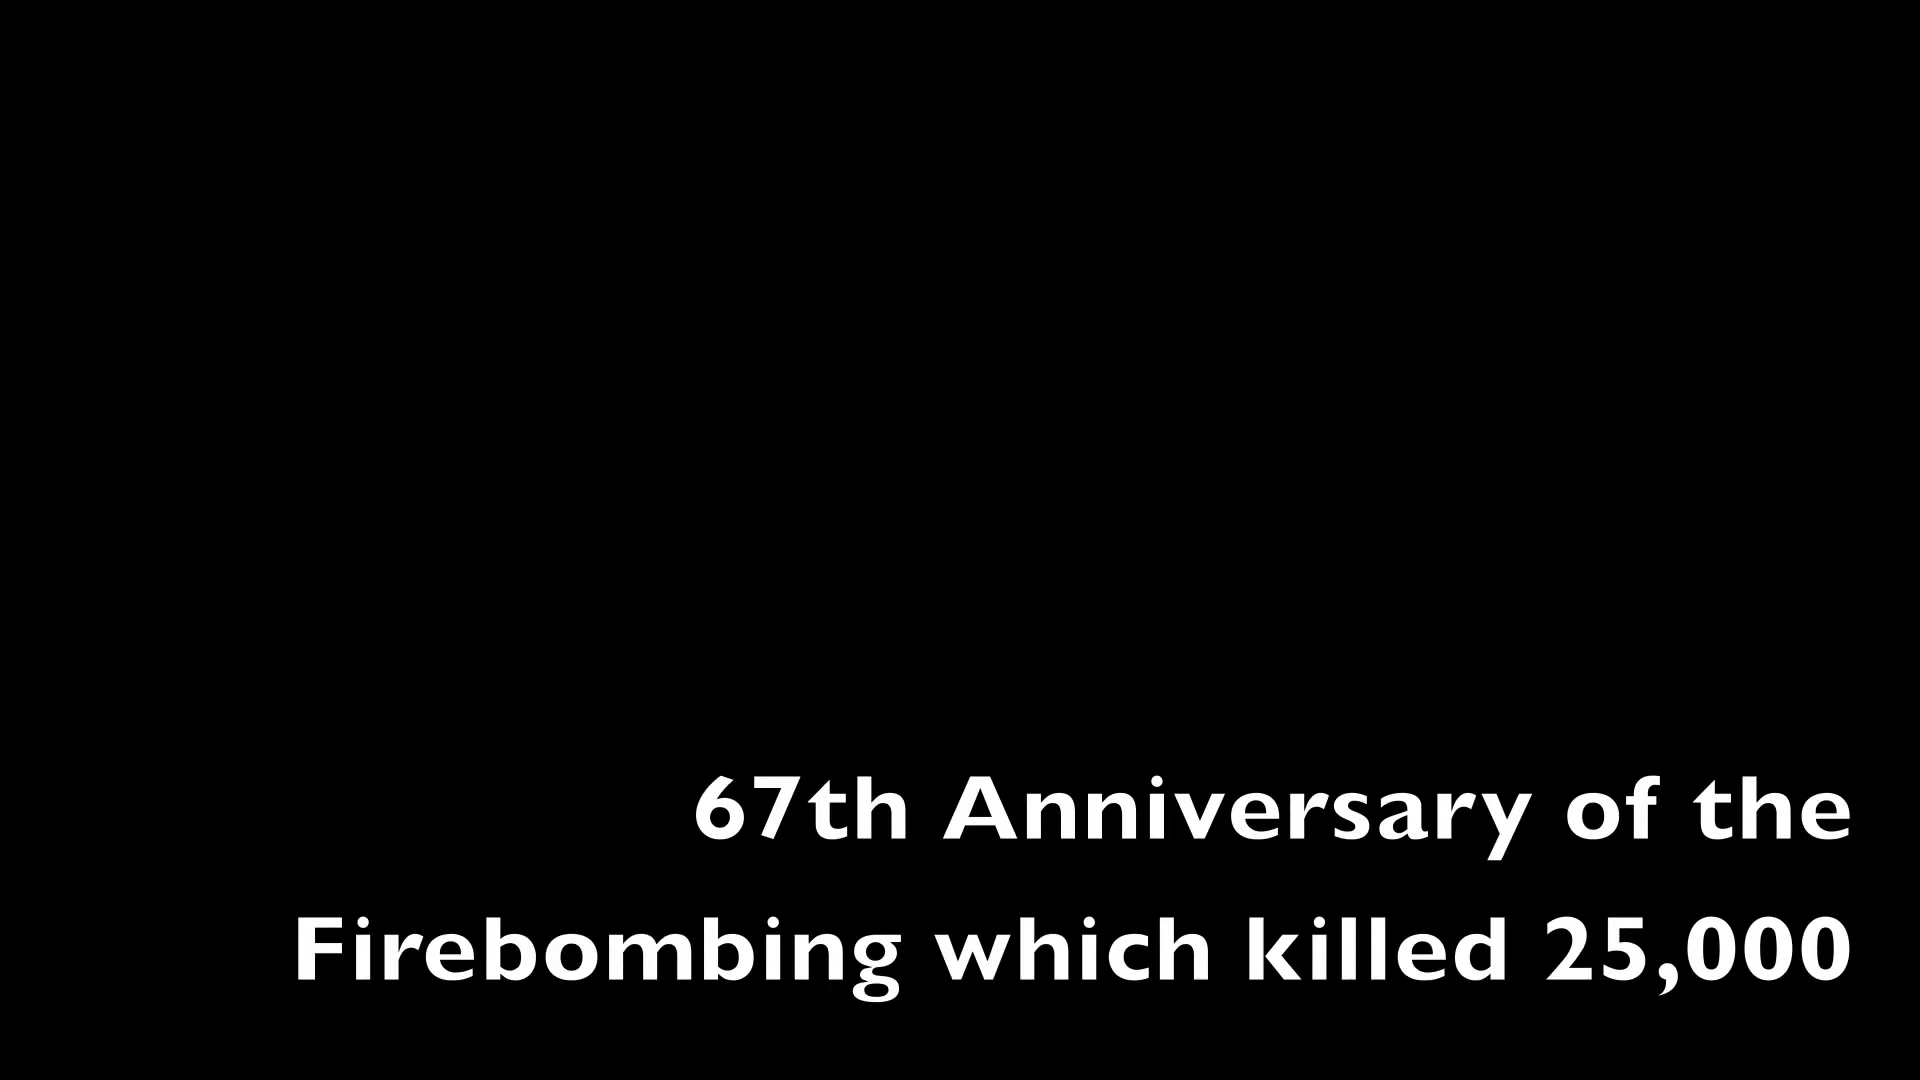 67th Anniversary of the
Firebombing which killed 25,000